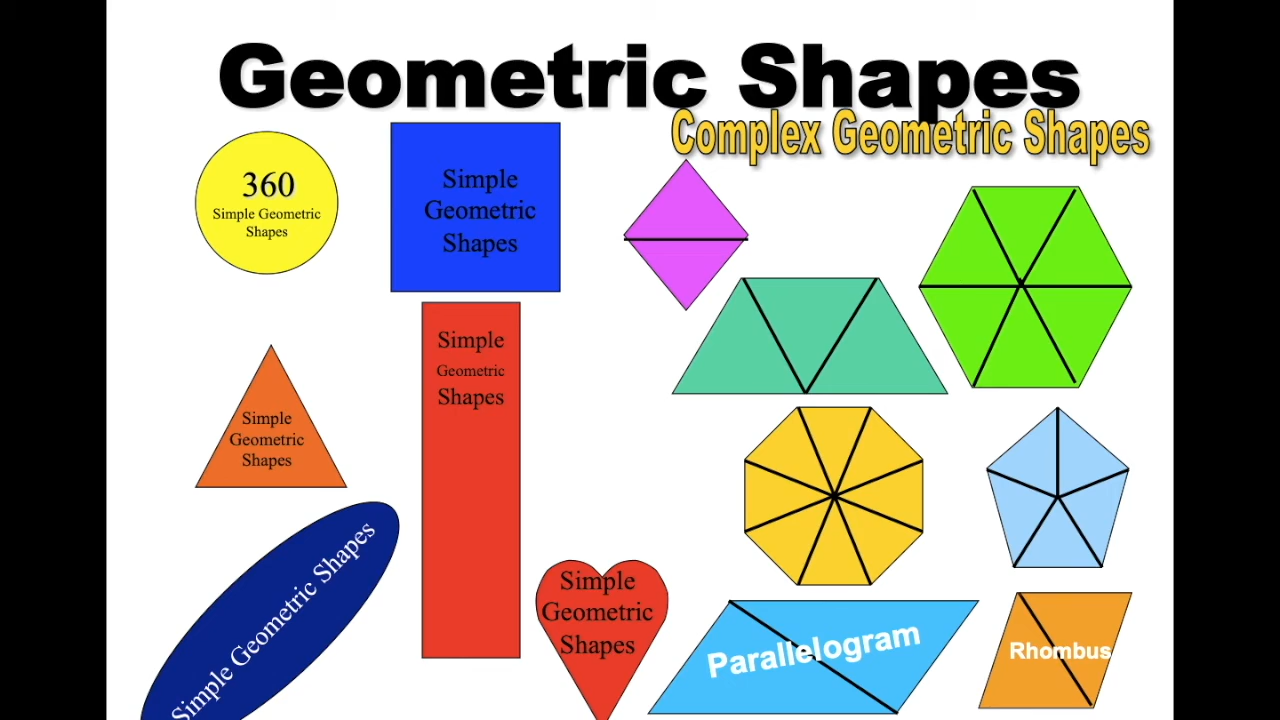 Geometric Shapes
Complex Geometric Shapes
360
Simple Geometric
Shapes
Simple
Geometric
Shapes
Simple
Geometric
Shapes
Simple
Geometric
Shapes
Simple Geometric Shapes
Simple
Geometric
Shapes
Parallelogram
Rhombus